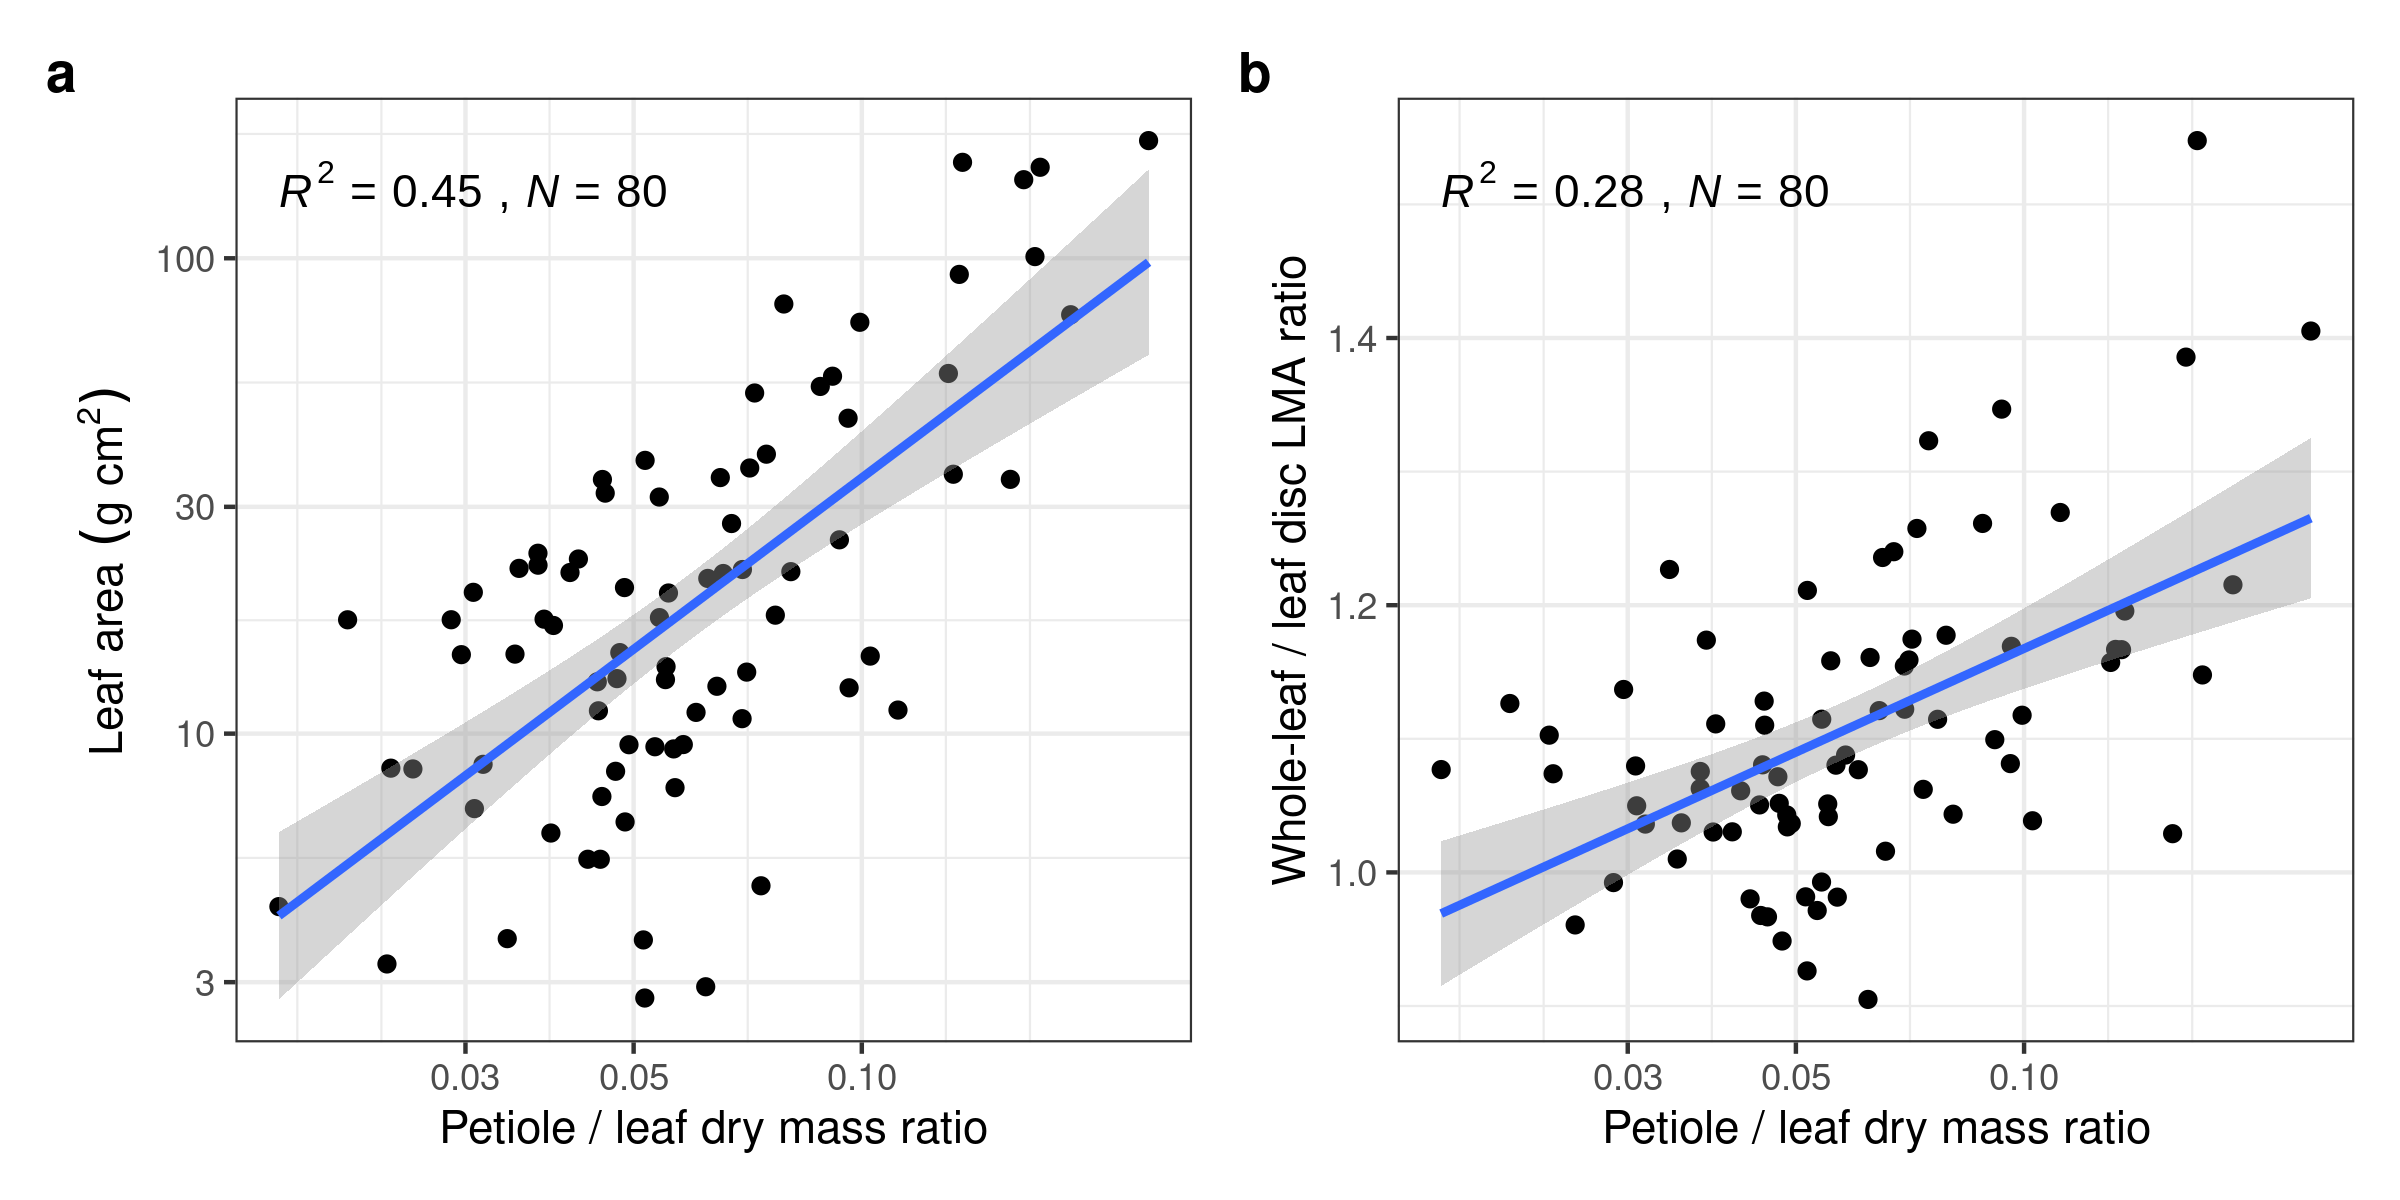 a
R² = 0.45 , N = 80
Leaf area (g cm²)
100
30
10
3
0.03 0.05 0.10
Petiole / leaf dry mass ratio
b
R² = 0.28 , N = 80
Whole-leaf / leaf disc LMA ratio
1.4
1.2
1.0
0.03 0.05 0.10
Petiole / leaf dry mass ratio